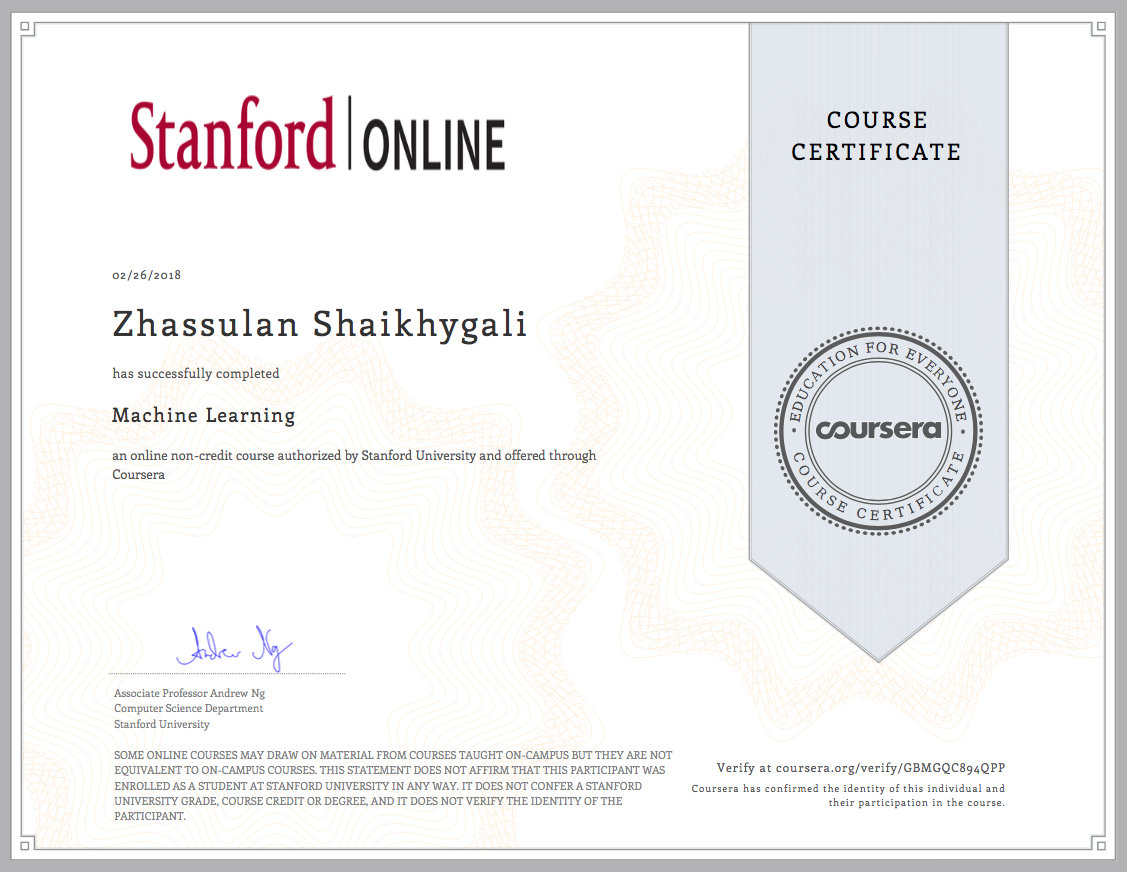 Stanford | ONLINE
COURSE
CERTIFICATE
02/26/2018
Zhassulan Shaikhygali
has successfully completed
Machine Learning
an online non-credit course authorized by Stanford University and offered through
Coursera
EDUCATION FOR EVERYONE
coursera
COURSE CERTIFICATE
Andrew Ng
Associate Professor Andrew Ng
Computer Science Department
Stanford University
SOME ONLINE COURSES MAY DRAW ON MATERIAL FROM COURSES TAUGHT ON-CAMPUS BUT THEY ARE NOT
EQUIVALENT TO ON-CAMPUS COURSES. THIS STATEMENT DOES NOT AFFIRM THAT THIS PARTICIPANT WAS
ENROLLED AS A STUDENT AT STANFORD UNIVERSITY IN ANY WAY. IT DOES NOT CONFER A STANFORD
UNIVERSITY GRADE, COURSE CREDIT OR DEGREE, AND IT DOES NOT VERIFY THE IDENTITY OF THE
PARTICIPANT.
Verify at coursera.org/verify/GBMGQC894QPP
Coursera has confirmed the identity of this individual and
their participation in the course.